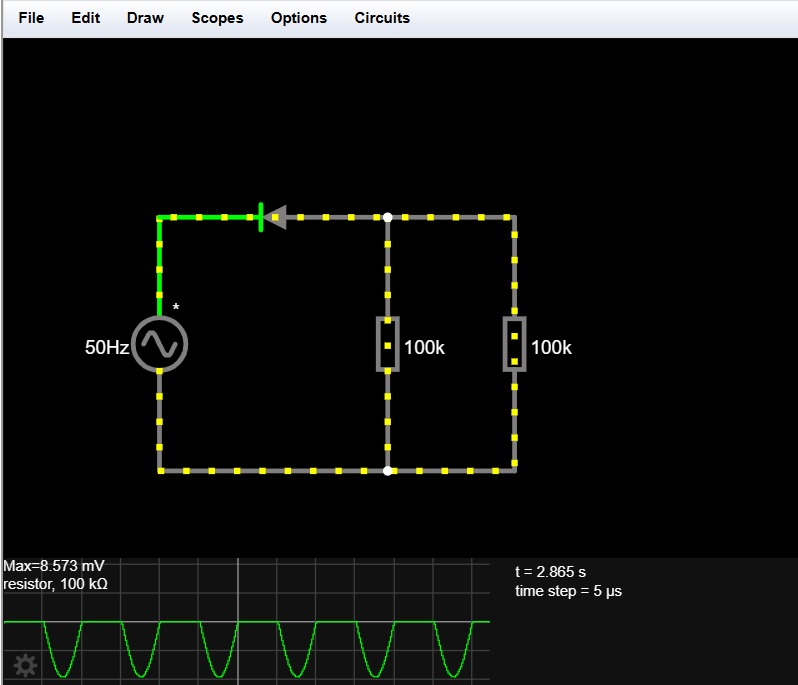 File Edit Draw Scopes Options Circuits
*
50Hz
100k
100k
Max=8.573 mV
resistor, 100 kΩ
t = 2.865 s
time step = 5 µs